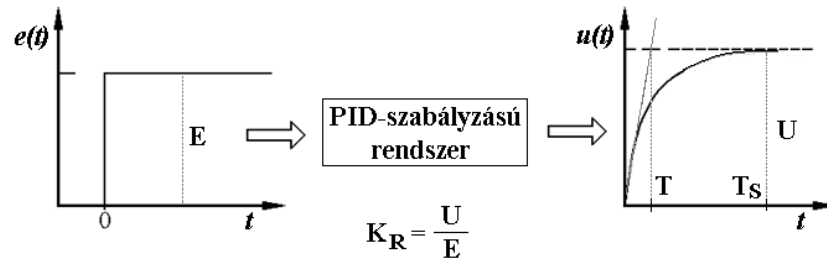 e(t)
E
0
t
PID-szabályzású
rendszer
K_R = U/E
u(t)
U
T
T_S
t